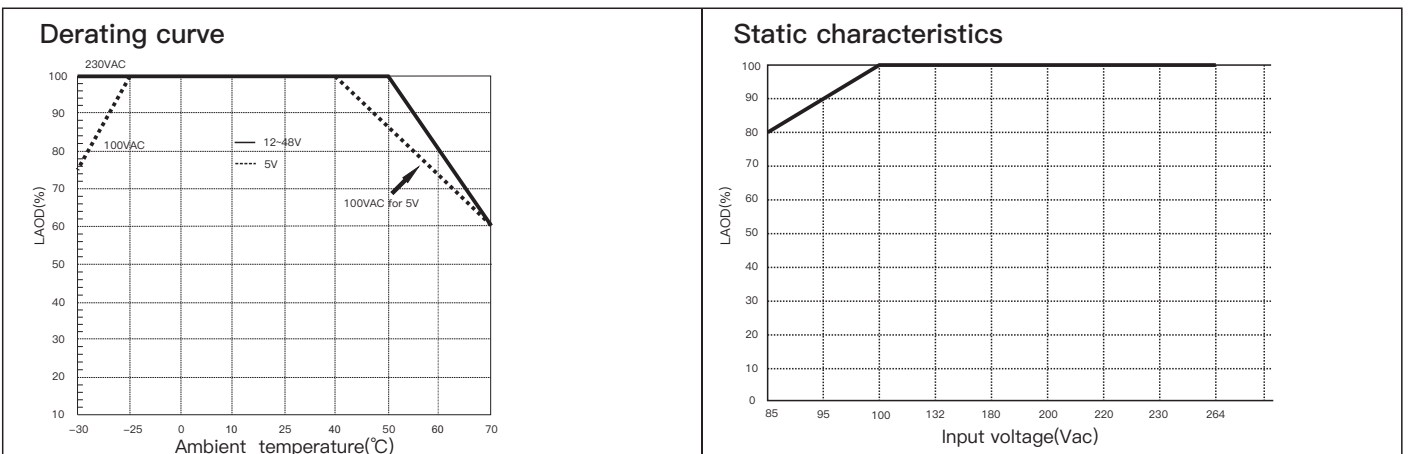 Derating curve
230VAC
100
90
100VAC
12~48V
80
5V
70
100VAC for 5V
60
50
40
30
20
10
LAOD(%)
-30 -25 0 10 25 40 50 60 70
Ambient temperature(℃)
Static characteristics
100
90
80
70
60
50
40
30
20
10
0
LAOD(%)
85 95 100 132 180 200 220 230 264
Input voltage(Vac)